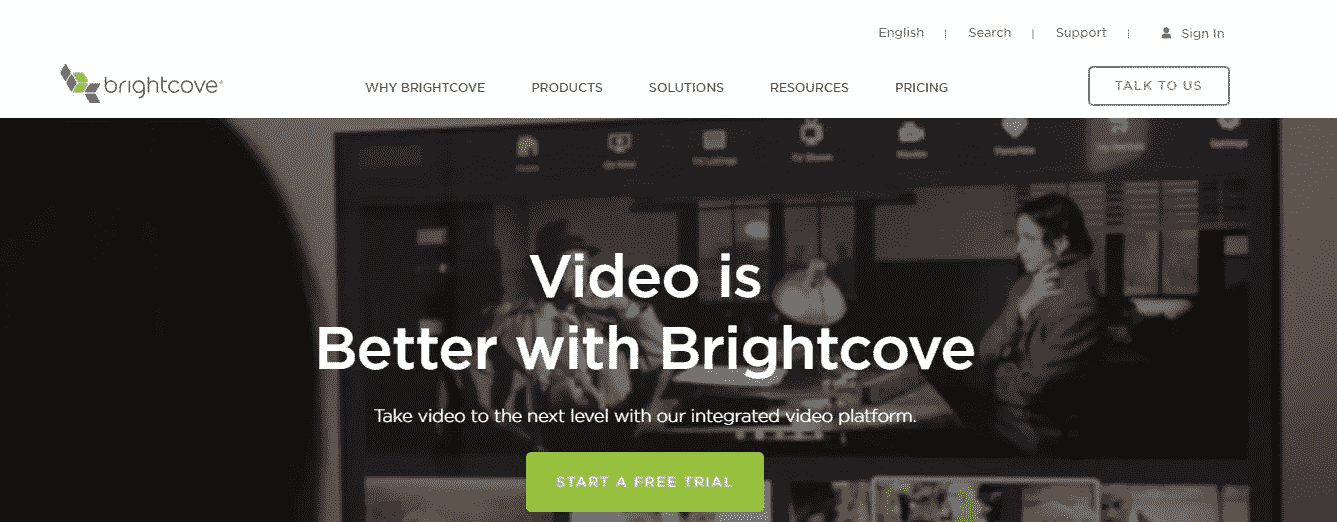 English
Search
Support
Sign In
brightcove
WHY BRIGHTCOVE
PRODUCTS
SOLUTIONS
RESOURCES
PRICING
TALK TO US
Video is
Better with Brightcove
Take video to the next level with our integrated video platform.
START A FREE TRIAL